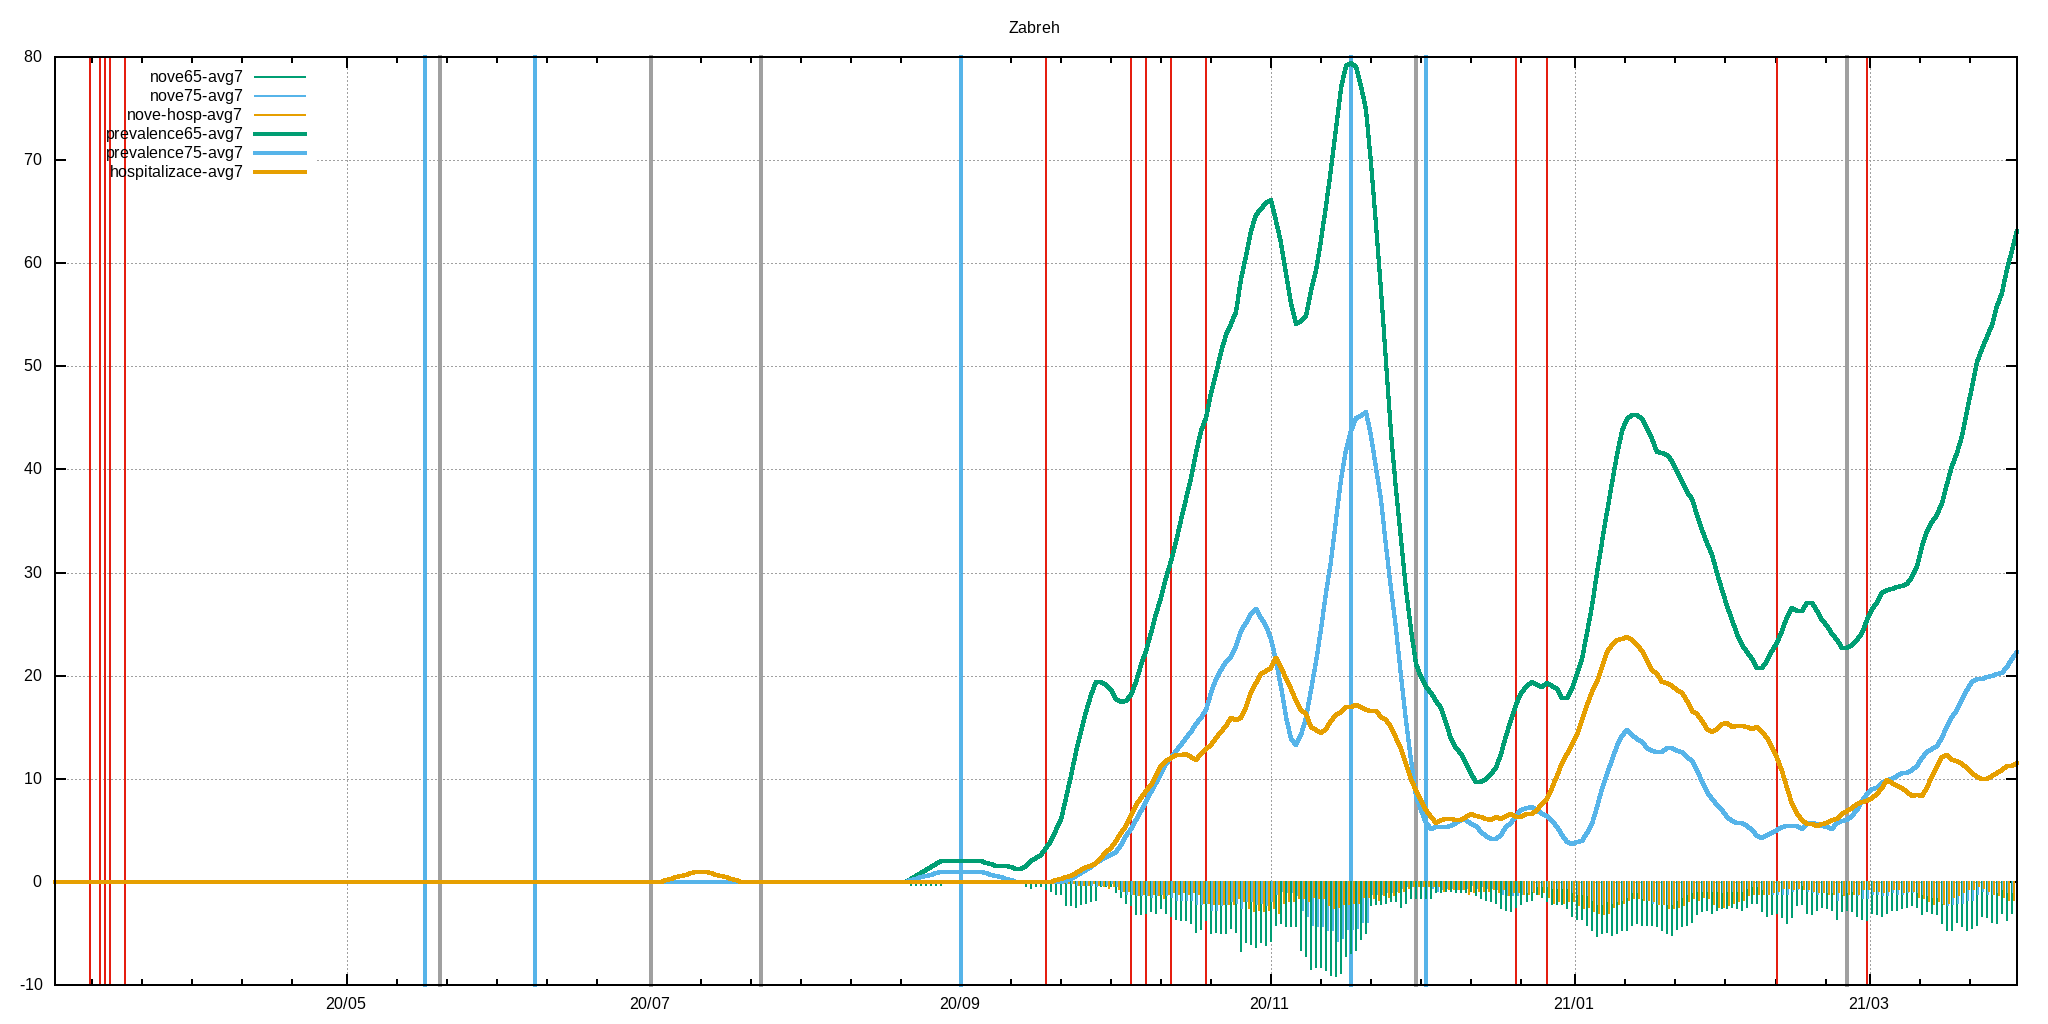 Zabreh
80
nove65-avg7
nove75-avg7
nove-hosp-avg7
prevalence65-avg7
prevalence75-avg7
hospitalizace-avg7
70
60
50
40
30
20
10
0
-10
20/05 20/07 20/09 20/11 21/01 21/03